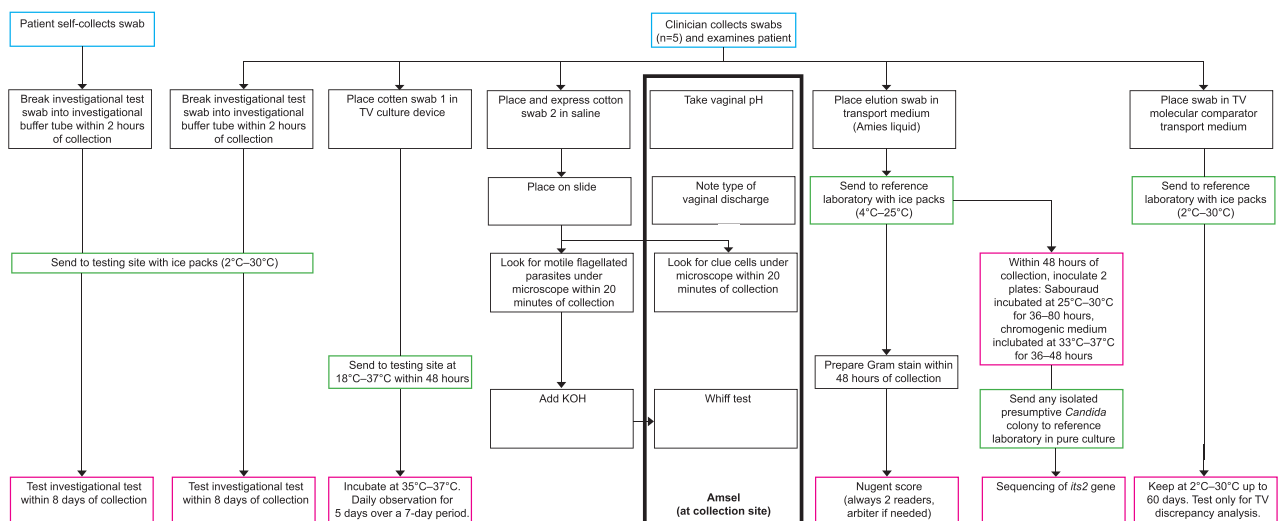 Patient self-collects swab
Clinician collects swabs
(n=5) and examines patient
Break investigational test
swab into investigational
buffer tube within 2 hours
of collection
Break investigational test
swab into investigational
buffer tube within 2 hours
of collection
Place cotten swab 1 in
TV culture device
Place and express cotton
swab 2 in saline
Take vaginal pH
Place elution swab in
transport medium
(Amies liquid)
Place swab in TV
molecular comparator
transport medium
Place on slide
Note type of
vaginal discharge
Send to reference
laboratory with ice packs
(4°C–25°C)
Send to reference
laboratory with ice packs
(2°C–30°C)
Send to testing site with ice packs (2°C–30°C)
Look for motile flagellated
parasites under
microscope within 20
minutes of collection
Look for clue cells under
microscope within 20
minutes of collection
Within 48 hours of
collection, inoculate 2
plates: Sabouraud
incubated at 25°C–30°C
for 36–80 hours,
chromogenic medium
inclubated at 33°C–37°C
for 36–48 hours
Send to testing site at
18°C–37°C within 48 hours
Prepare Gram stain within
48 hours of collection
Add KOH
Whiff test
Send any isolated
presumptive Candida
colony to reference
laboratory in pure culture
Test investigational test
within 8 days of collection
Test investigational test
within 8 days of collection
Incubate at 35°C–37°C.
Daily observation for
5 days over a 7-day period.
Amsel
(at collection site)
Nugent score
(always 2 readers,
arbiter if needed)
Sequencing of its2 gene
Keep at 2°C–30°C up to
60 days. Test only for TV
discrepancy analysis.